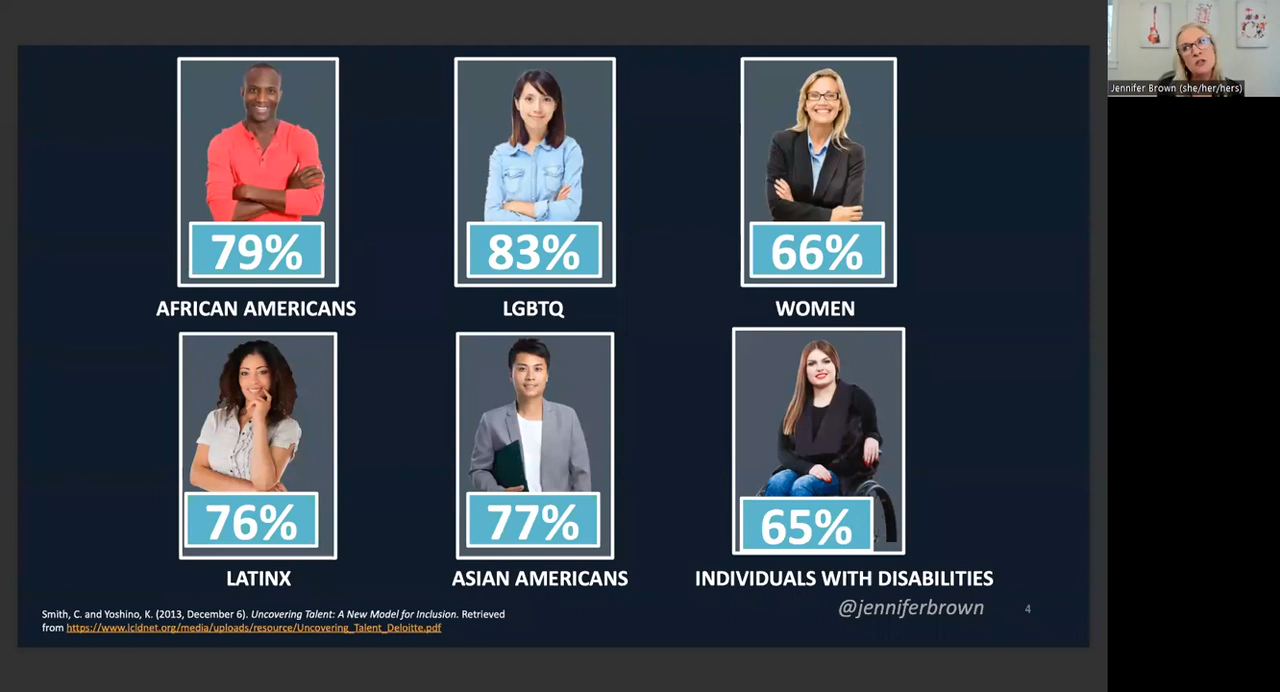 Jennifer Brown (she/her/hers)
79%
83%
66%
AFRICAN AMERICANS
LGBTQ
WOMEN
76%
77%
65%
LATINX
ASIAN AMERICANS
INDIVIDUALS WITH DISABILITIES
Smith, C. and Yoshino, K. (2013, December 6). Uncovering Talent: A New Model for Inclusion. Retrieved
from https://www.lcldnet.org/media/uploads/resource/Uncovering_Talent_Deloitte.pdf
@jenniferbrown
4